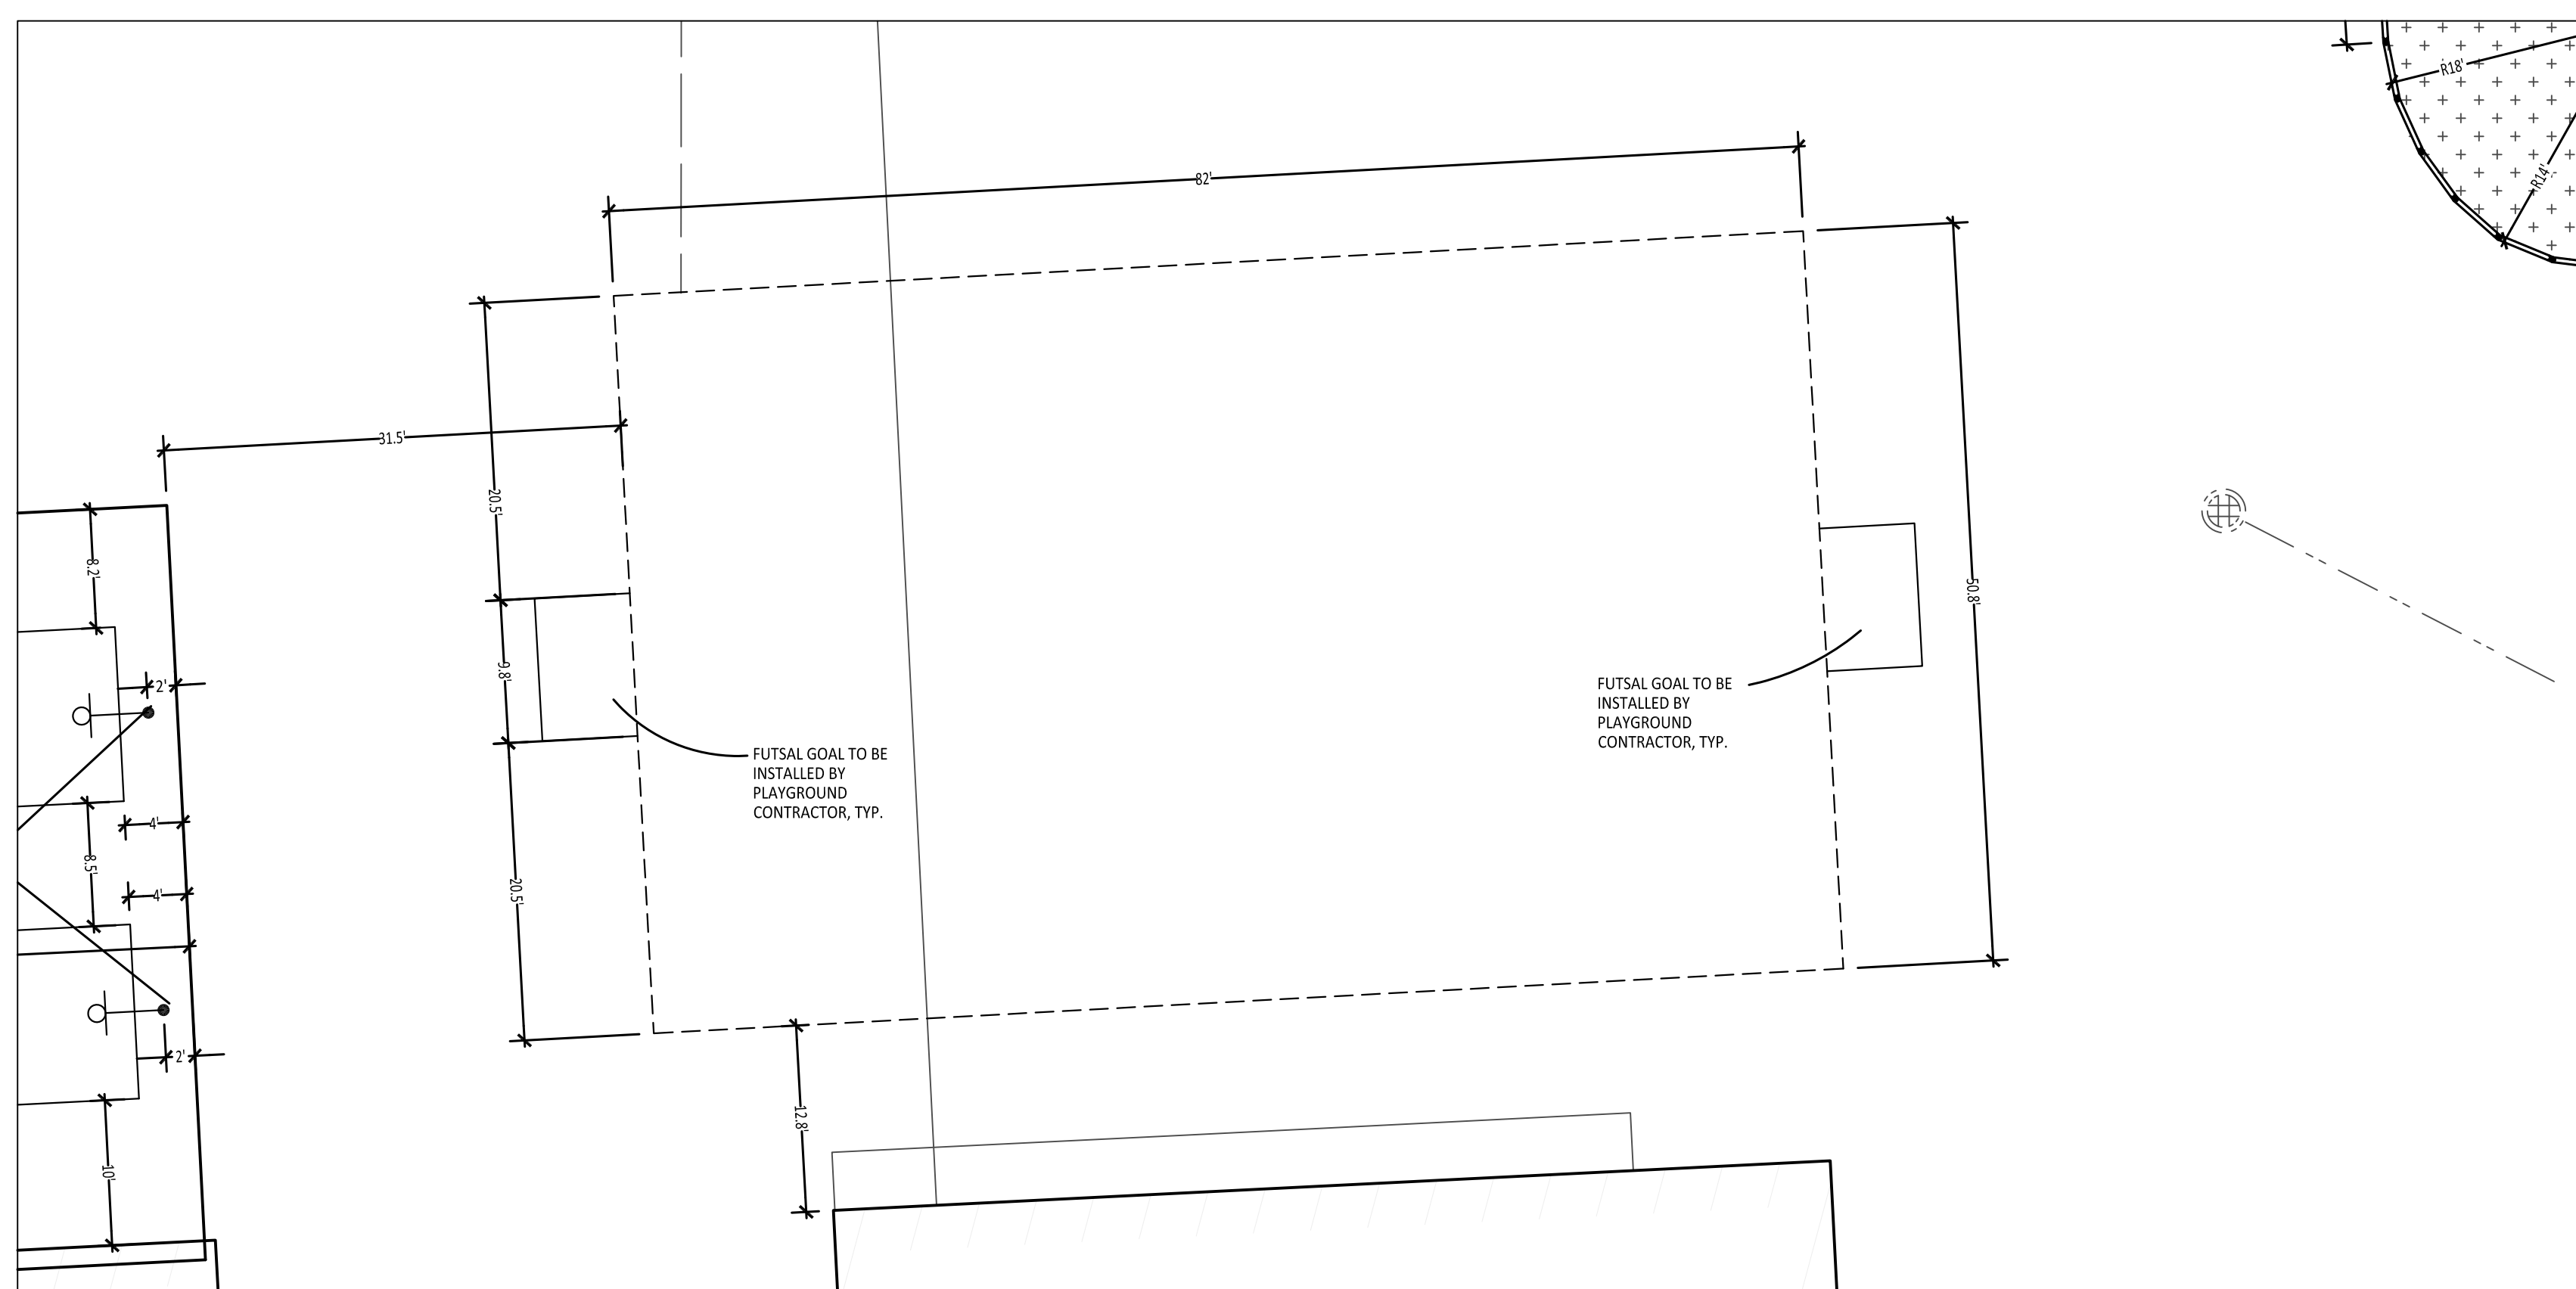 R18'
R14'
82'
31.5'
20.5'
8.2'
50.8'
9.8'
2'
FUTSAL GOAL TO BE
INSTALLED BY
PLAYGROUND
CONTRACTOR, TYP.
FUTSAL GOAL TO BE
INSTALLED BY
PLAYGROUND
CONTRACTOR, TYP.
4'
8.5'
4'
20.5'
2'
12.8'
10'